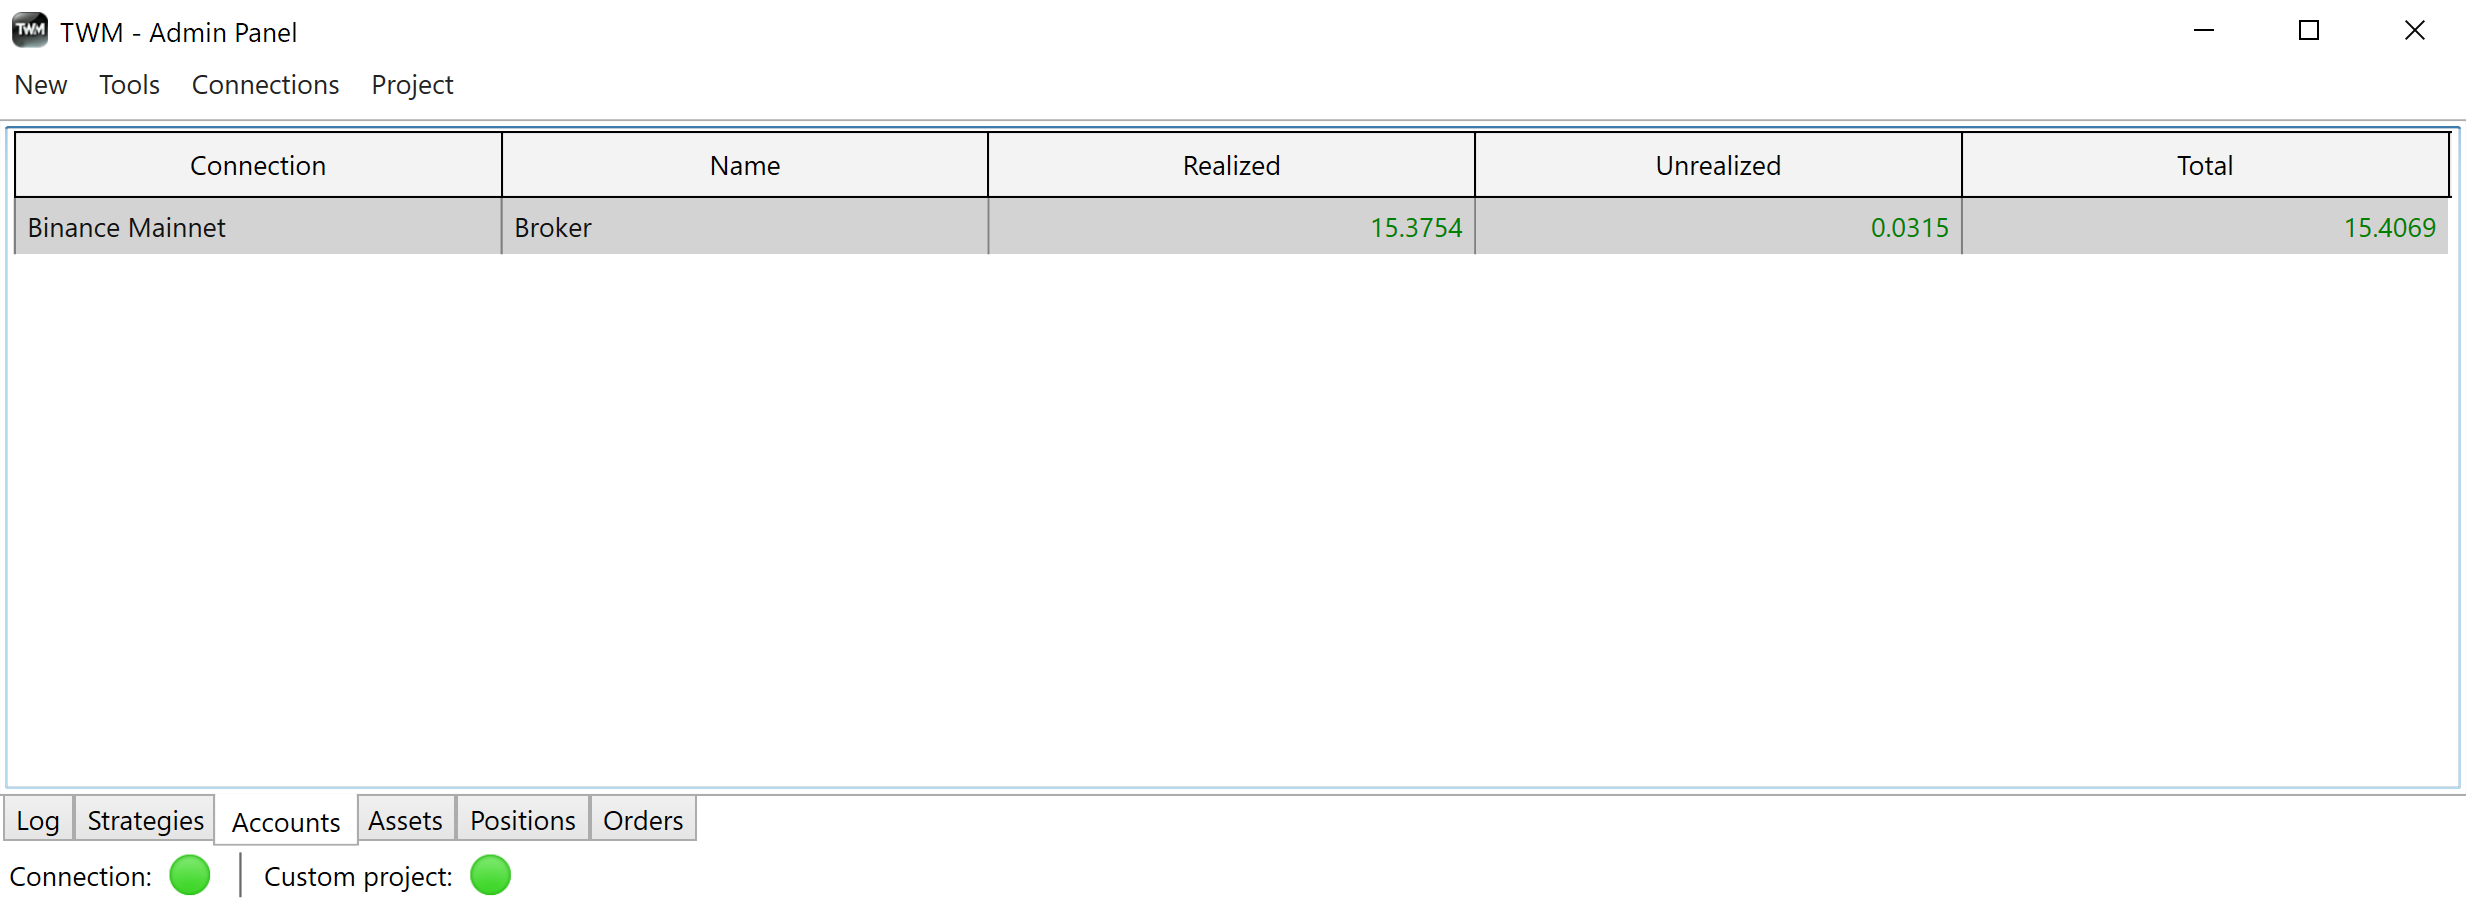 TWM TWM - Admin Panel
New Tools Connections Project
Connection Name Realized Unrealized Total
Binance Mainnet Broker 15.3754 0.0315 15.4069
Log Strategies Accounts Assets Positions Orders
Connection: Custom project: